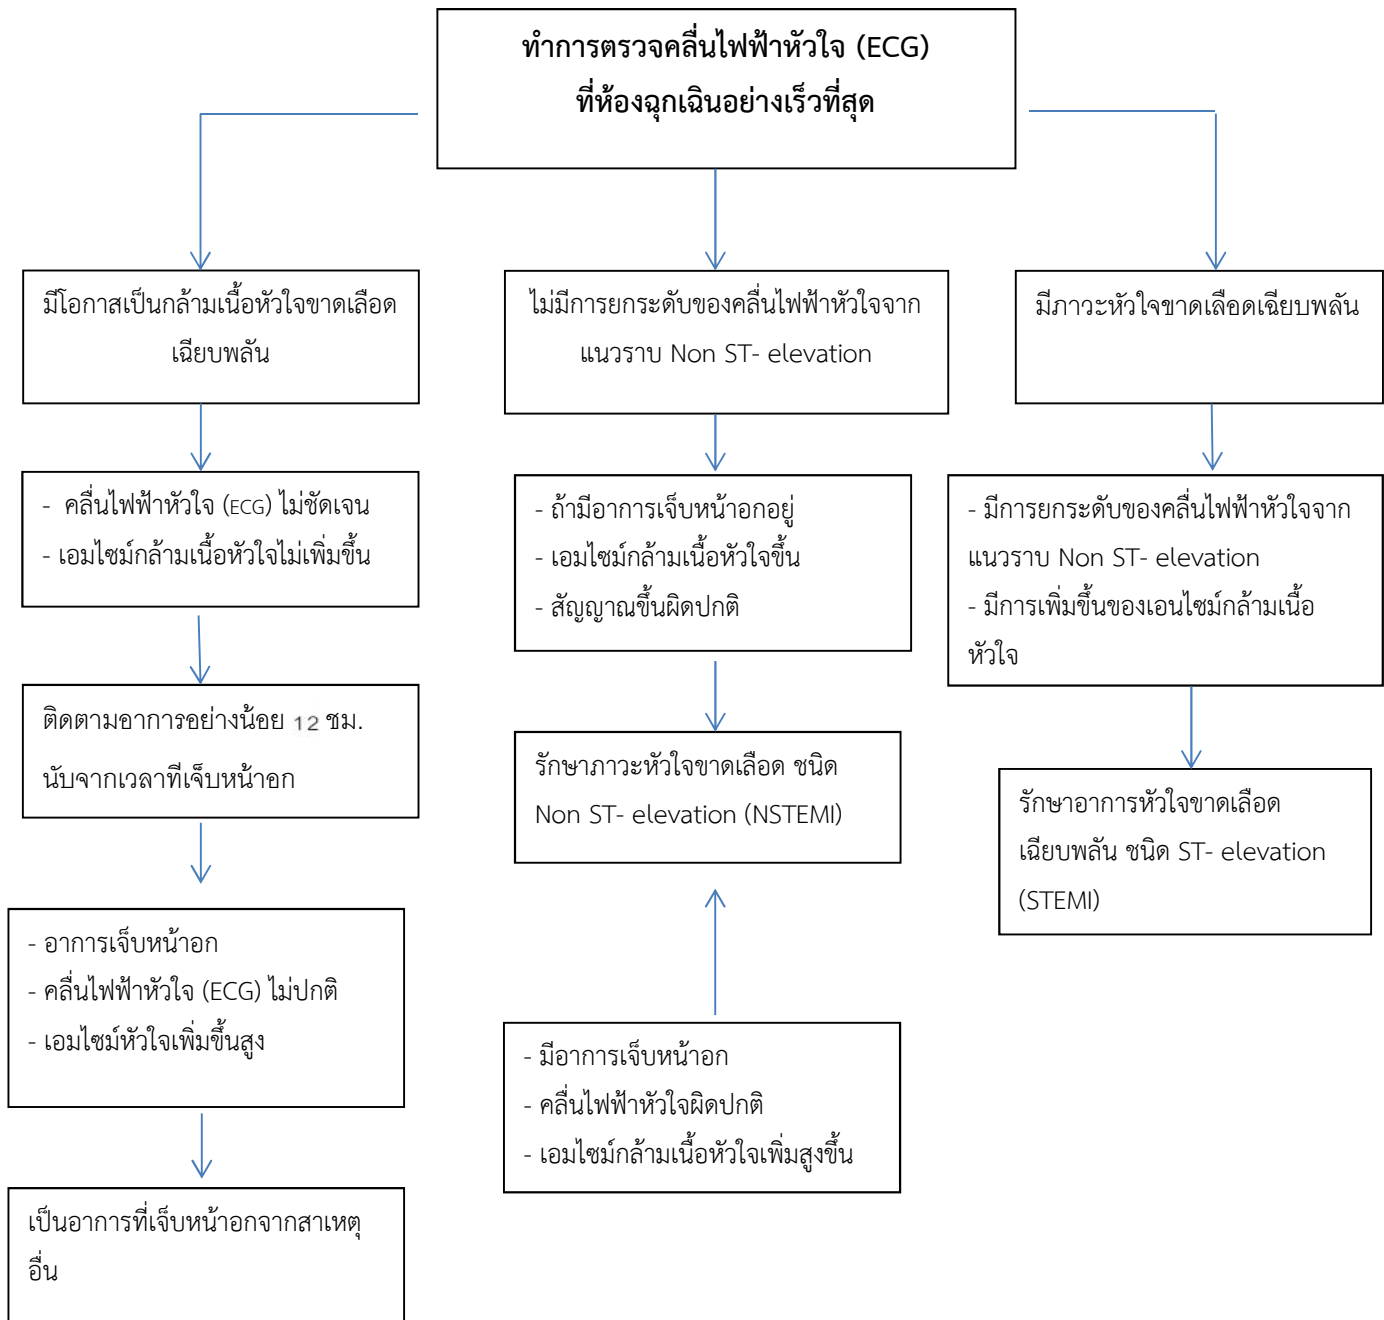 ทำการตรวจคลื่นไฟฟ้าหัวใจ (ECG)
ที่ห้องฉุกเฉินอย่างเร็วที่สุด
มีโอกาสเป็นกล้ามเนื้อหัวใจขาดเลือด
เฉียบพลัน
- คลื่นไฟฟ้าหัวใจ (ECG) ไม่ชัดเจน
- เอมไซม์กล้ามเนื้อหัวใจไม่เพิ่มขึ้น
ติดตามอาการอย่างน้อย 12 ชม.
นับจากเวลาทีเจ็บหน้าอก
- อาการเจ็บหน้าอก
- คลื่นไฟฟ้าหัวใจ (ECG) ไม่ปกติ
- เอมไซม์หัวใจเพิ่มขึ้นสูง
เป็นอาการที่เจ็บหน้าอกจากสาเหตุ
อื่น
ไม่มีการยกระดับของคลื่นไฟฟ้าหัวใจจาก
แนวราบ Non ST- elevation
- ถ้ามีอาการเจ็บหน้าอกอยู่
- เอมไซม์กล้ามเนื้อหัวใจขึ้น
- สัญญาณขึ้นผิดปกติ
รักษาภาวะหัวใจขาดเลือด ชนิด
Non ST- elevation (NSTEMI)
- มีอาการเจ็บหน้าอก
- คลื่นไฟฟ้าหัวใจผิดปกติ
- เอมไซม์กล้ามเนื้อหัวใจเพิ่มสูงขึ้น
มีภาวะหัวใจขาดเลือดเฉียบพลัน
- มีการยกระดับของคลื่นไฟฟ้าหัวใจจาก
แนวราบ Non ST- elevation
- มีการเพิ่มขึ้นของเอนไซม์กล้ามเนื้อ
หัวใจ
รักษาอาการหัวใจขาดเลือด
เฉียบพลัน ชนิด ST- elevation
(STEMI)